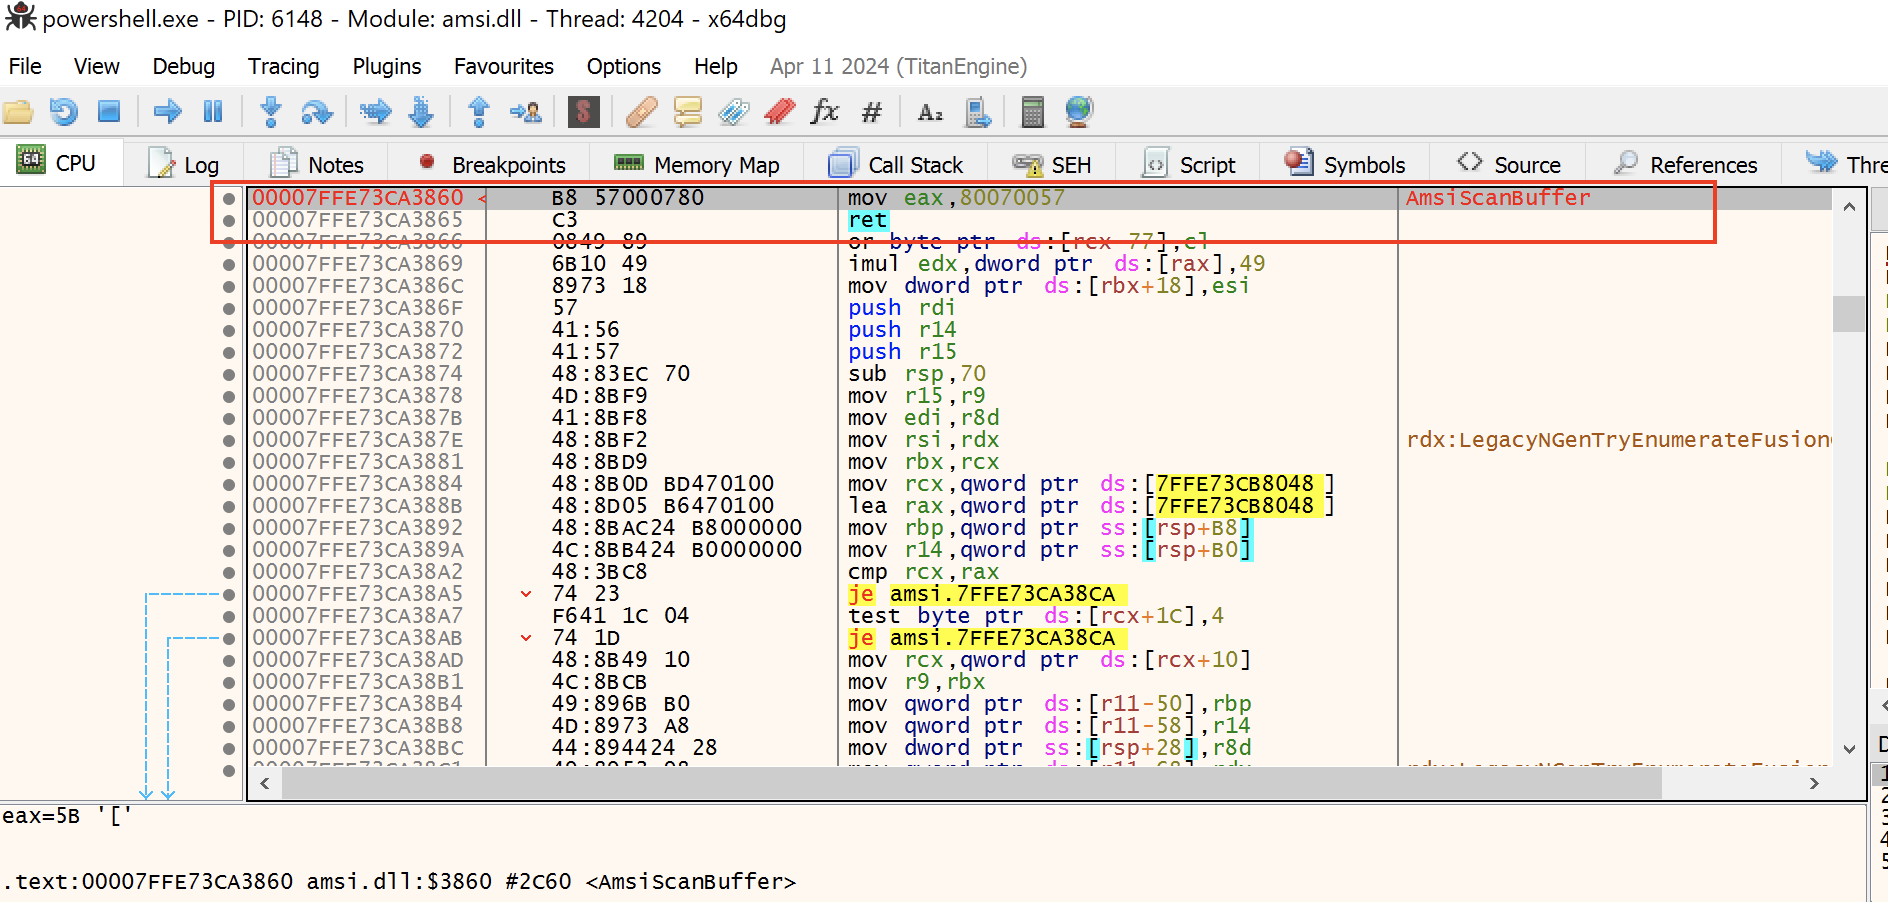 powershell.exe - PID: 6148 - Module: amsi.dll - Thread: 4204 - x64dbg
File View Debug Tracing Plugins Favourites Options Help Apr 11 2024 (TitanEngine)
CPU Log Notes Breakpoints Memory Map Call Stack SEH Script Symbols Source References
00007FFE73CA3860 < B8 57000780 mov eax,80070057 AmsiScanBuffer
00007FFE73CA3865 C3 ret
00007FFE73CA3866 0849 89 or byte ptr ds:[rcx-77],cl
00007FFE73CA3869 6B10 49 imul edx,dword ptr ds:[rax],49
00007FFE73CA386C 8973 18 mov dword ptr ds:[rbx+18],esi
00007FFE73CA386F 57 push rdi
00007FFE73CA3870 41:56 push r14
00007FFE73CA3872 41:57 push r15
00007FFE73CA3874 48:83EC 70 sub rsp,70
00007FFE73CA3878 4D:8BF9 mov r15,r9
00007FFE73CA387B 41:8BF8 mov edi,r8d
00007FFE73CA387E 48:8BF2 mov rsi,rdx rdx:LegacyNGenTryEnumerateFusion
00007FFE73CA3881 48:8BD9 mov rbx,rcx
00007FFE73CA3884 48:8B0D BD470100 mov rcx,qword ptr ds:[7FFE73CB8048]
00007FFE73CA388B 48:8D05 B6470100 lea rax,qword ptr ds:[7FFE73CB8048]
00007FFE73CA3892 48:8BAC24 B8000000 mov rbp,qword ptr ss:[rsp+B8]
00007FFE73CA389A 4C:8BB424 B0000000 mov r14,qword ptr ss:[rsp+B0]
00007FFE73CA38A2 48:3BC8 cmp rcx,rax
00007FFE73CA38A5 74 23 je amsi.7FFE73CA38CA
00007FFE73CA38A7 F641 1C 04 test byte ptr ds:[rcx+1C],4
00007FFE73CA38AB 74 1D je amsi.7FFE73CA38CA
00007FFE73CA38AD 48:8B49 10 mov rcx,qword ptr ds:[rcx+10]
00007FFE73CA38B1 4C:8BCB mov r9,rbx
00007FFE73CA38B4 49:896B B0 mov qword ptr ds:[r11-50],rbp
00007FFE73CA38B8 4D:8973 A8 mov qword ptr ds:[r11-58],r14
00007FFE73CA38BC 44:894424 28 mov dword ptr ss:[rsp+28],r8d
eax=5B '['
.text:00007FFE73CA3860 amsi.dll:$3860 #2C60 <AmsiScanBuffer>